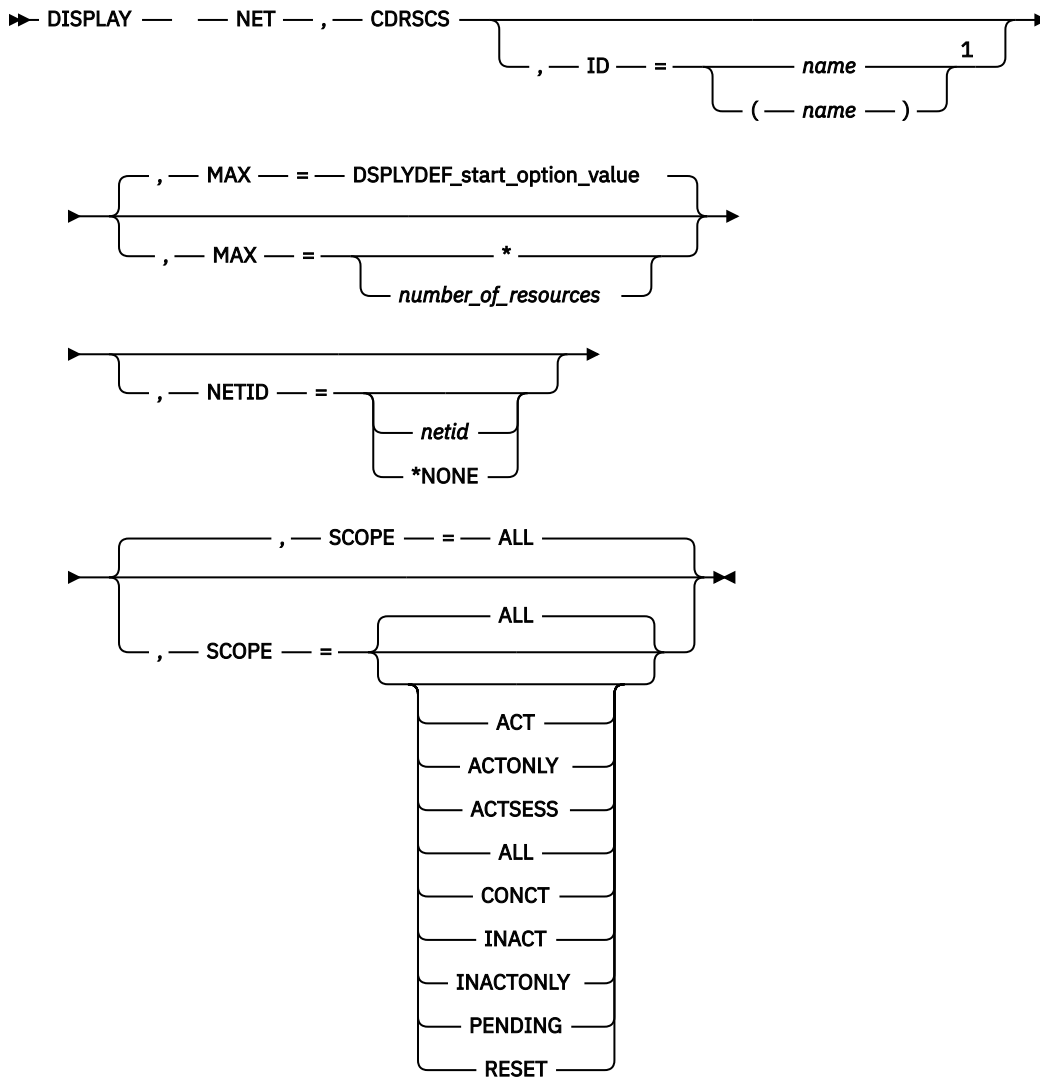 DISPLAY NET , CDRSCS
, ID = name 1
( name )
, MAX = DSPLYDEF_start_option_value
, MAX = *
number_of_resources
, NETID =
netid
*NONE
, SCOPE = ALL
ALL
, SCOPE =
ACT
ACTONLY
ACTSESS
ALL
CONCT
INACT
INACTONLY
PENDING
RESET